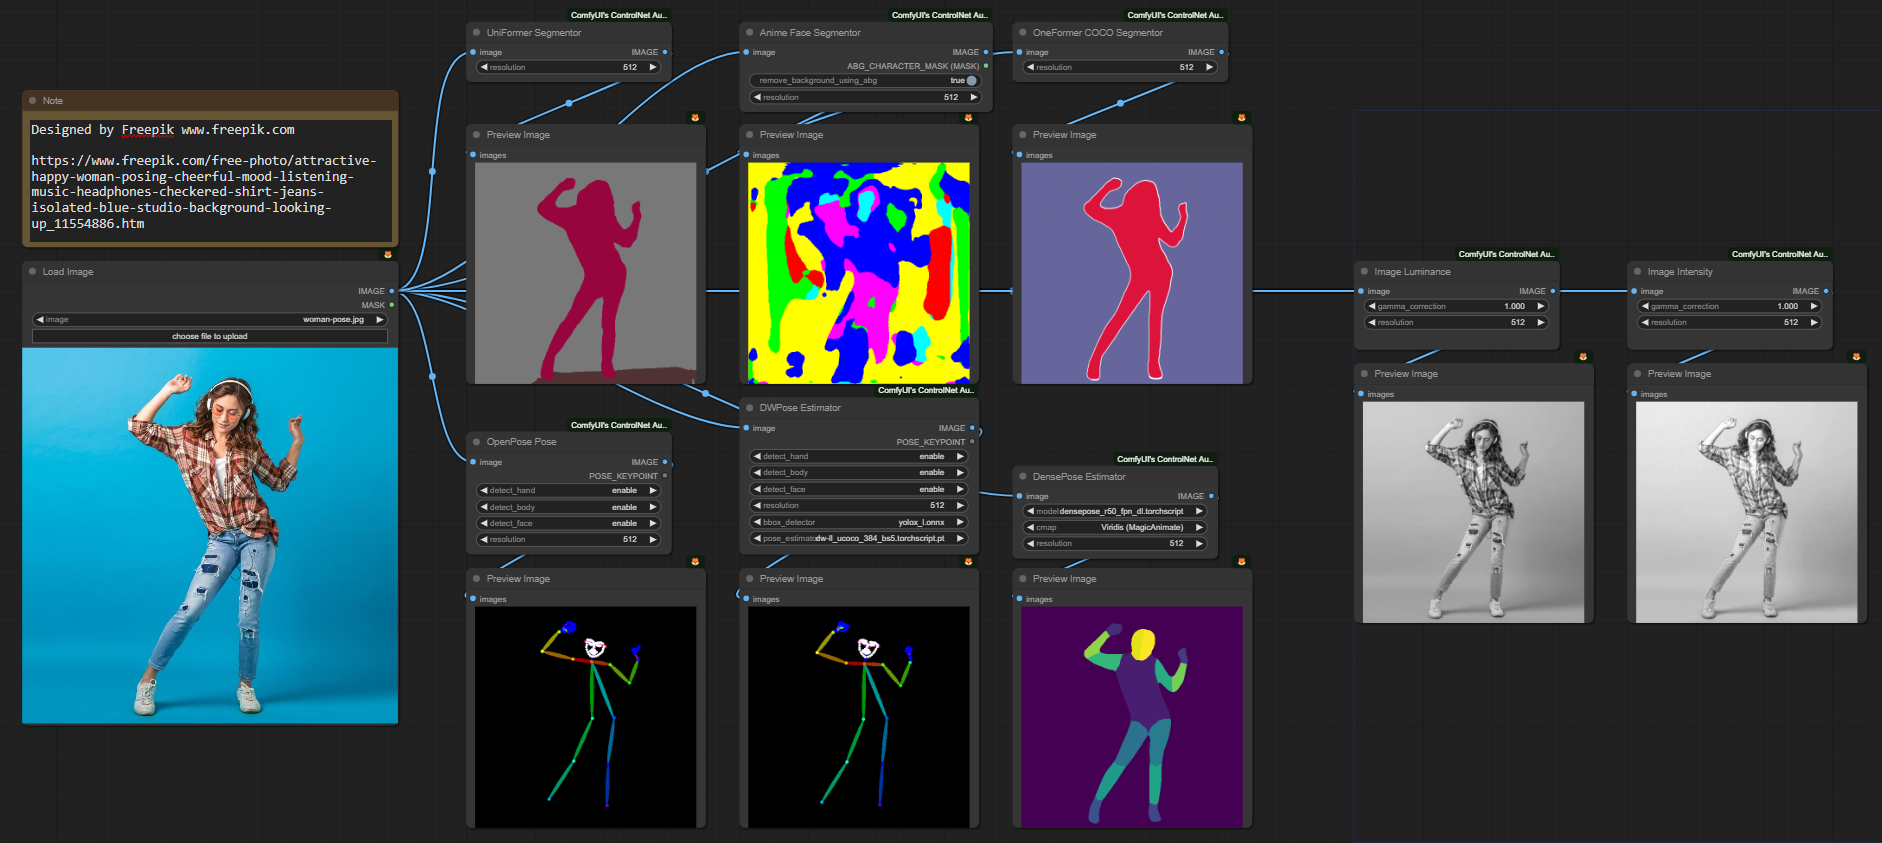 Note
Designed by Freepik www.freepik.com
https://www.freepik.com/free-photo/attractive-
happy-woman-posing-cheerful-mood-listening-
music-headphones-checkered-shirt-jeans-
isolated-blue-studio-background-looking-
up_11554886.htm
Load Image
IMAGE
MASK
image woman-pose.jpg
choose file to upload
ComfyUI's ControlNet Au..
UniFormer Segmentor
image IMAGE
resolution 512
Preview Image
images
ComfyUI's ControlNet Au..
Anime Face Segmentor
image IMAGE
ABG_CHARACTER_MASK (MASK)
remove_background_using_abg true
resolution 512
Preview Image
images
ComfyUI's ControlNet Au..
OneFormer COCO Segmentor
image IMAGE
resolution 512
Preview Image
images
ComfyUI's ControlNet Au..
OpenPose Pose
image IMAGE
POSE_KEYPOINT
detect_hand enable
detect_body enable
detect_face enable
resolution 512
Preview Image
images
ComfyUI's ControlNet Au..
DWPose Estimator
image IMAGE
POSE_KEYPOINT
detect_hand enable
detect_body enable
detect_face enable
resolution 512
bbox_detector yolox_l.onnx
pose_estimato dw-ll_ucoco_384_bs5.torchscript.pt
Preview Image
images
ComfyUI's ControlNet Au..
DensePose Estimator
image IMAGE
model densepose_r50_fpn_dl.torchscript
cmap Viridis (MagicAnimate)
resolution 512
Preview Image
images
ComfyUI's ControlNet Au..
Image Luminance
image IMAGE
gamma_correction 1.000
resolution 512
Preview Image
images
ComfyUI's ControlNet Au..
Image Intensity
image IMAGE
gamma_correction 1.000
resolution 512
Preview Image
images